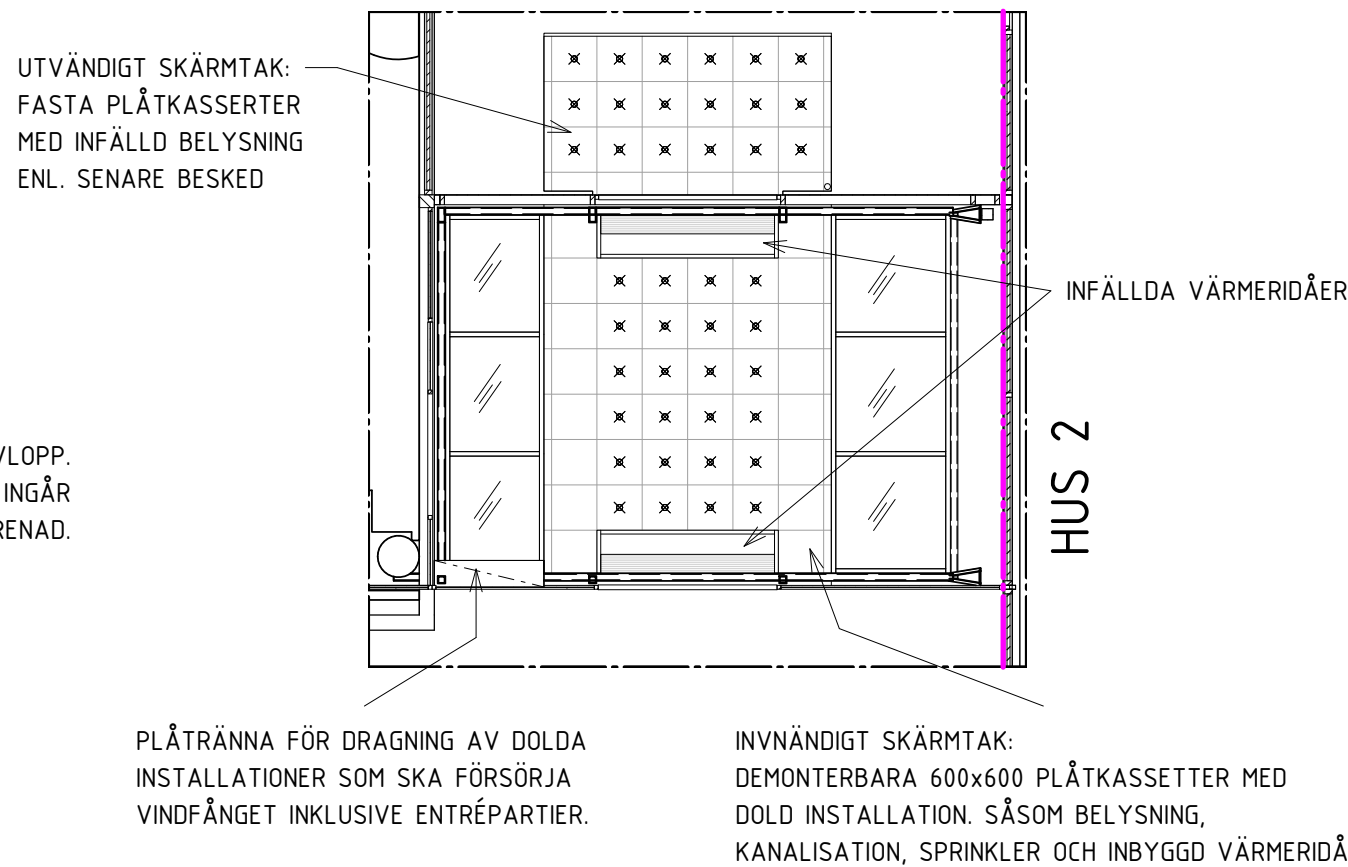 UTVÄNDIGT SKÄRMTAK:
FASTA PLÅTKASSERTER
MED INFÄLLD BELYSNING
ENL. SENARE BESKED
INFÄLLDA VÄRMERIDÅER
HUS 2
VLOPP.
INGÅR
RENAD.
PLÅTRÄNNA FÖR DRAGNING AV DOLDA
INSTALLATIONER SOM SKA FÖRSÖRJA
VINDFÅNGET INKLUSIVE ENTRÉPARTIER.
INVNÄNDIGT SKÄRMTAK:
DEMONTERBARA 600x600 PLÅTKASSETTER MED
DOLD INSTALLATION. SÅSOM BELYSNING,
KANALISATION, SPRINKLER OCH INBYGGD VÄRMERIDÅ